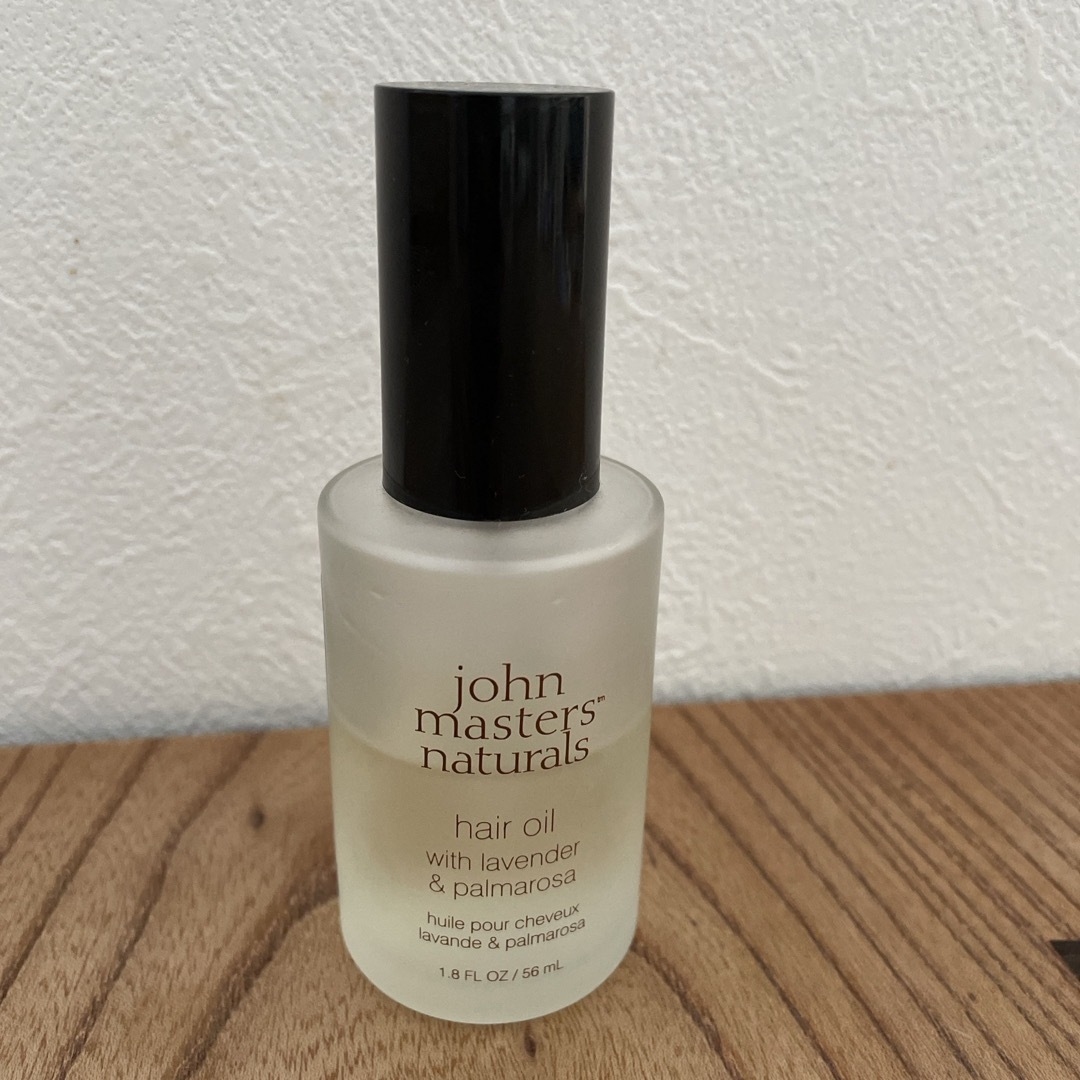 john
masters™
naturals
hair oil
with lavender
& palmarosa
huile pour cheveux
lavande & palmarosa
1.8 FL OZ / 56 mL